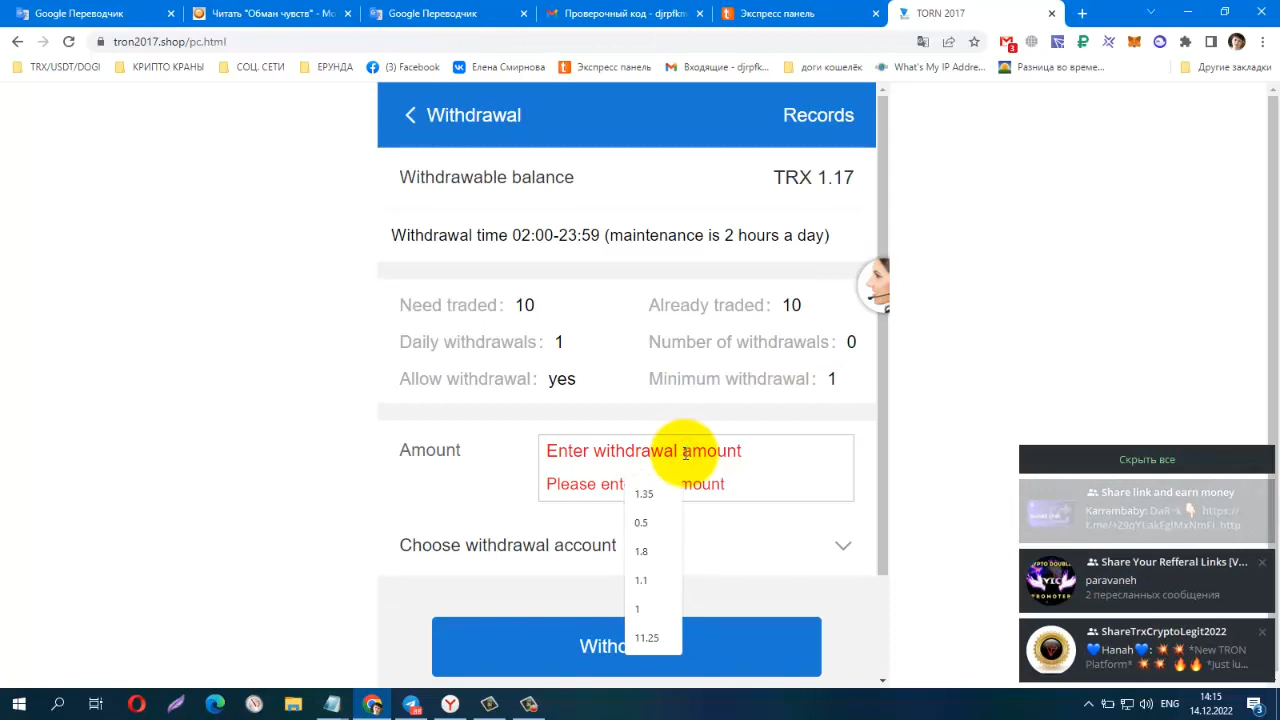 Google Переводчик
Читать "Обман чувств" - Мо
Google Переводчик
Проверочный код - djrpfkm
Экспресс панель
TORN 2017
tron2017.shop/pc.html
3
TRX/USDT/DOGI
КРИПТО КРАНЫ
СОЦ. СЕТИ
ЕРУНДА
(3) Facebook
Елена Смирнова
Экспресс панель
Входящие - djrpfk...
доги кошелёк
What's My IP Addre...
Разница во време...
Другие закладки
Withdrawal
Records
Withdrawable balance
TRX 1.17
Withdrawal time 02:00-23:59 (maintenance is 2 hours a day)
Need traded: 10
Already traded: 10
Daily withdrawals: 1
Number of withdrawals: 0
Allow withdrawal: yes
Minimum withdrawal: 1
Amount
Enter withdrawal amount
Please ent mount
1.35
0.5
1.8
1.1
1
11.25
Choose withdrawal account
Withd
Скрыть все
Share link and earn money
Karrambaby:
Share Your Refferal Links [V...
paravaneh
2 пересланных сообщения
ShareTrxCryptoLegit2022
Hanah: *New TRON
Platform* *Just lu...
ENG
14:15
14.12.2022
3